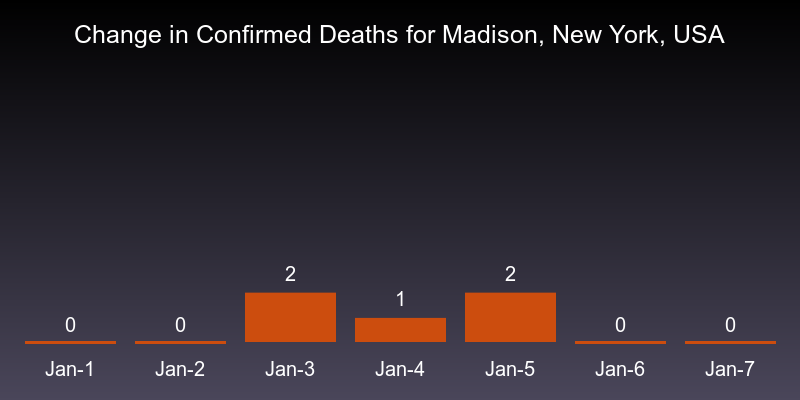 Change in Confirmed Deaths for Madison, New York, USA
0 0 2 1 2 0 0
Jan-1 Jan-2 Jan-3 Jan-4 Jan-5 Jan-6 Jan-7